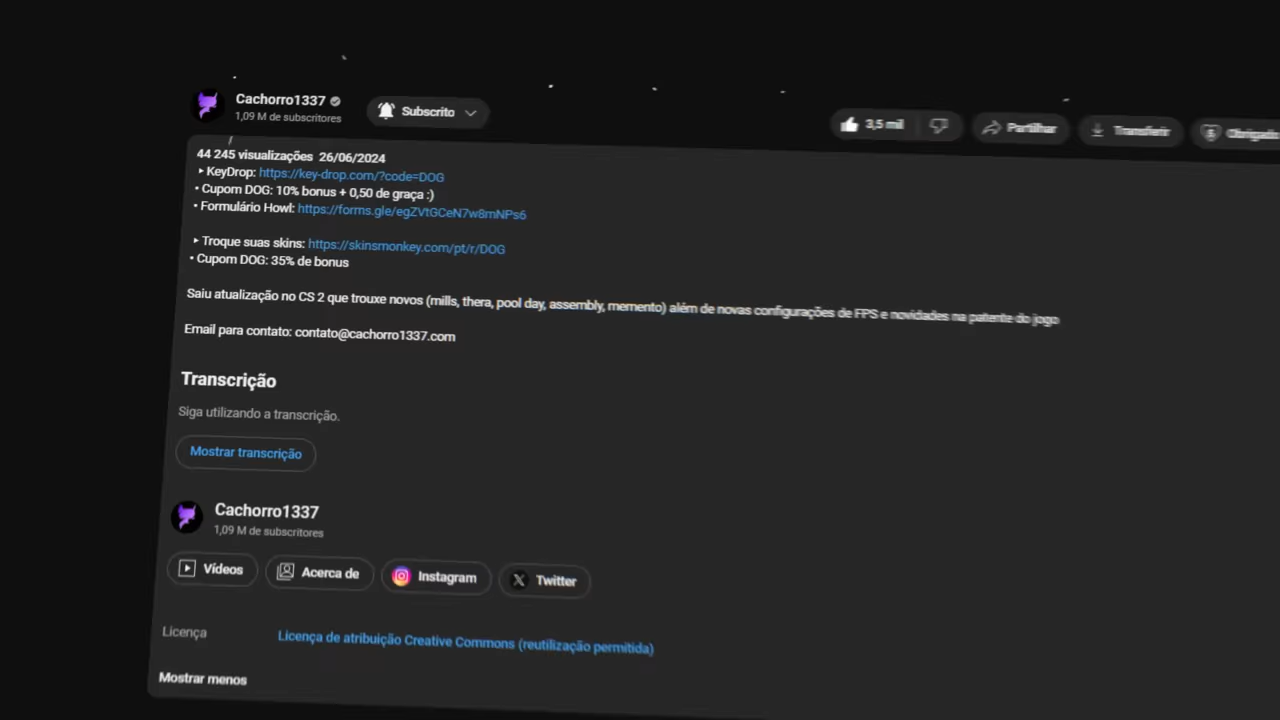 Cachorro1337
1,09 M de subscritores
Subscrito
3,5 mil
Partilhar
Transferir
Obrigado
44 245 visualizações 26/06/2024
‣ KeyDrop: https://key-drop.com/?code=DOG
• Cupom DOG: 10% bonus + 0,50 de graça :)
• Formulário Howl: https://forms.gle/egZVtGCeN7w8mNPs6
‣ Troque suas skins: https://skinsmonkey.com/pt/r/DOG
• Cupom DOG: 35% de bonus
Saiu atualização no CS 2 que trouxe novos (mills, thera, pool day, assembly, memento) além de novas configurações de FPS e novidades na patente do jogo
Email para contato: contato@cachorro1337.com
Transcrição
Siga utilizando a transcrição.
Mostrar transcrição
Cachorro1337
1,09 M de subscritores
Vídeos
Acerca de
Instagram
Twitter
Licença
Licença de atribuição Creative Commons (reutilização permitida)
Mostrar menos